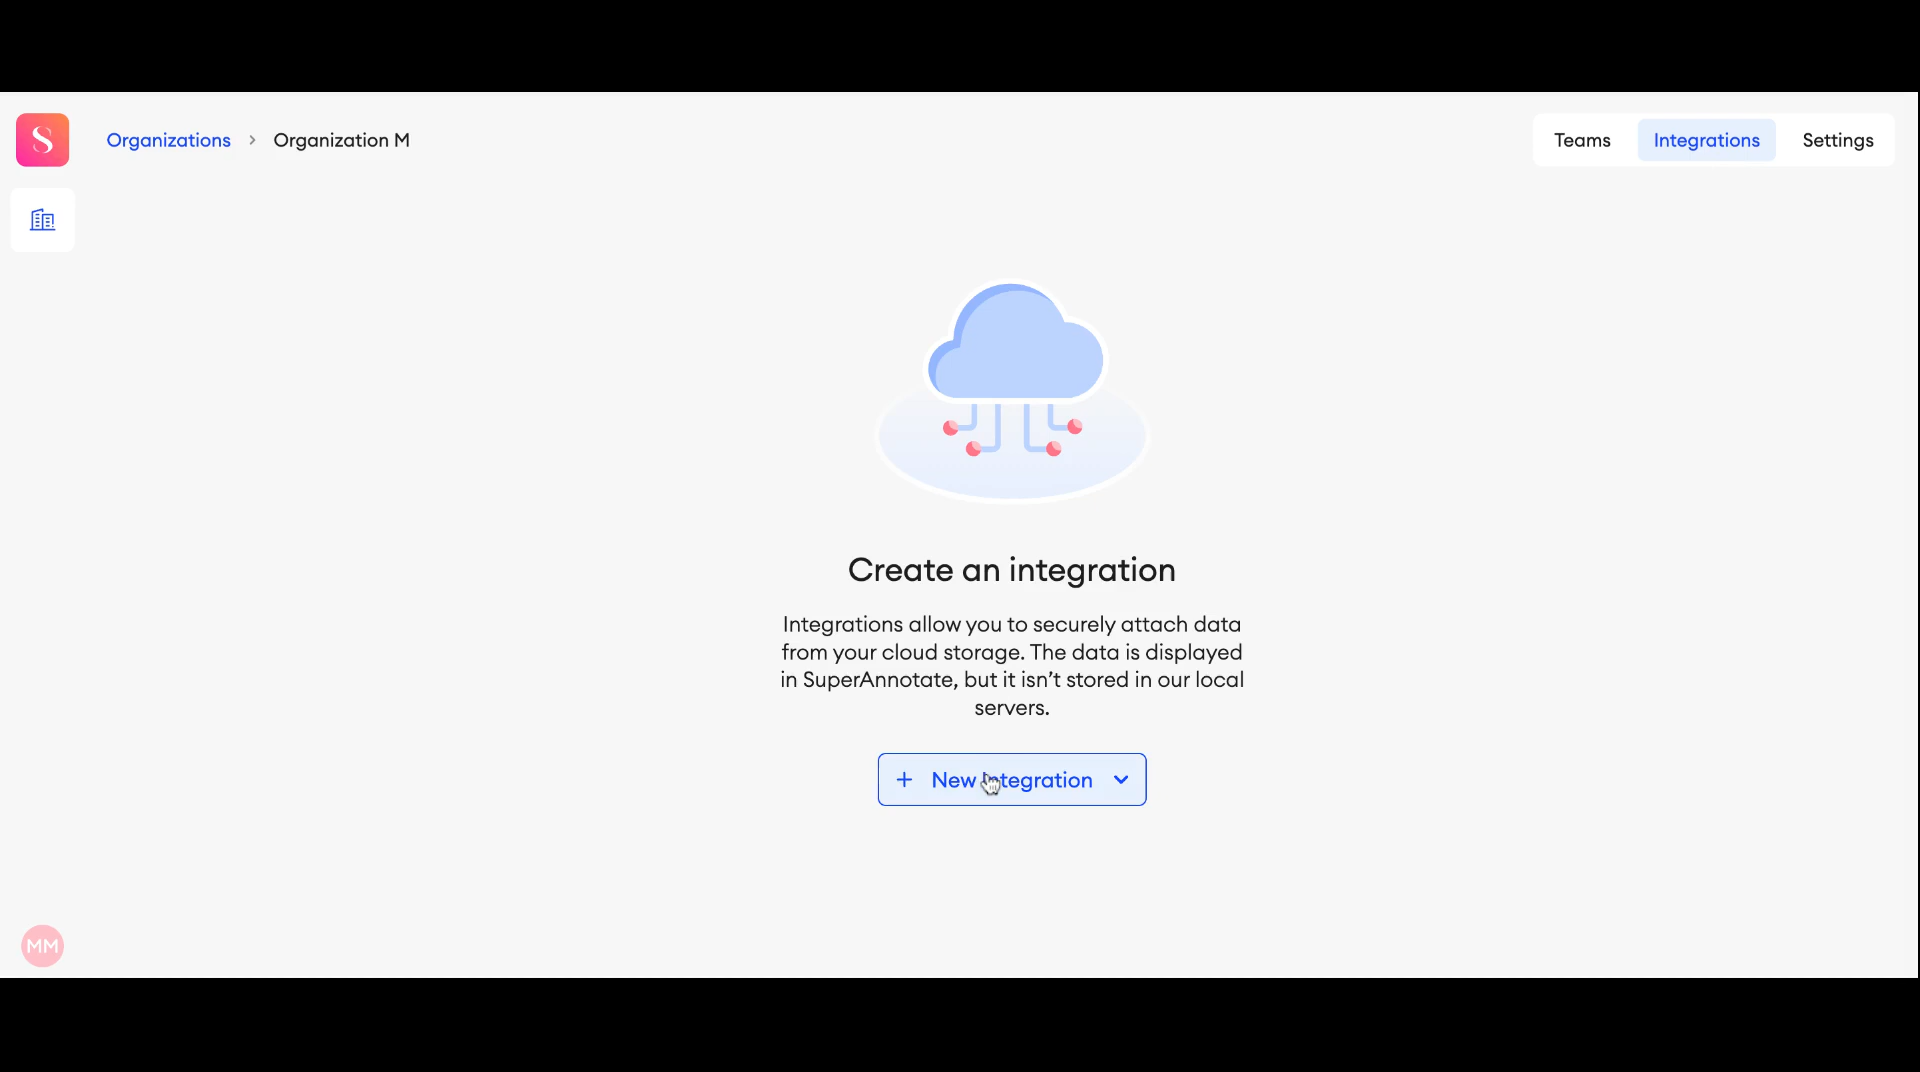 Organizations > Organization M
Teams Integrations Settings
Create an integration
Integrations allow you to securely attach data
from your cloud storage. The data is displayed
in SuperAnnotate, but it isn’t stored in our local
servers.
+ New Integration
MM